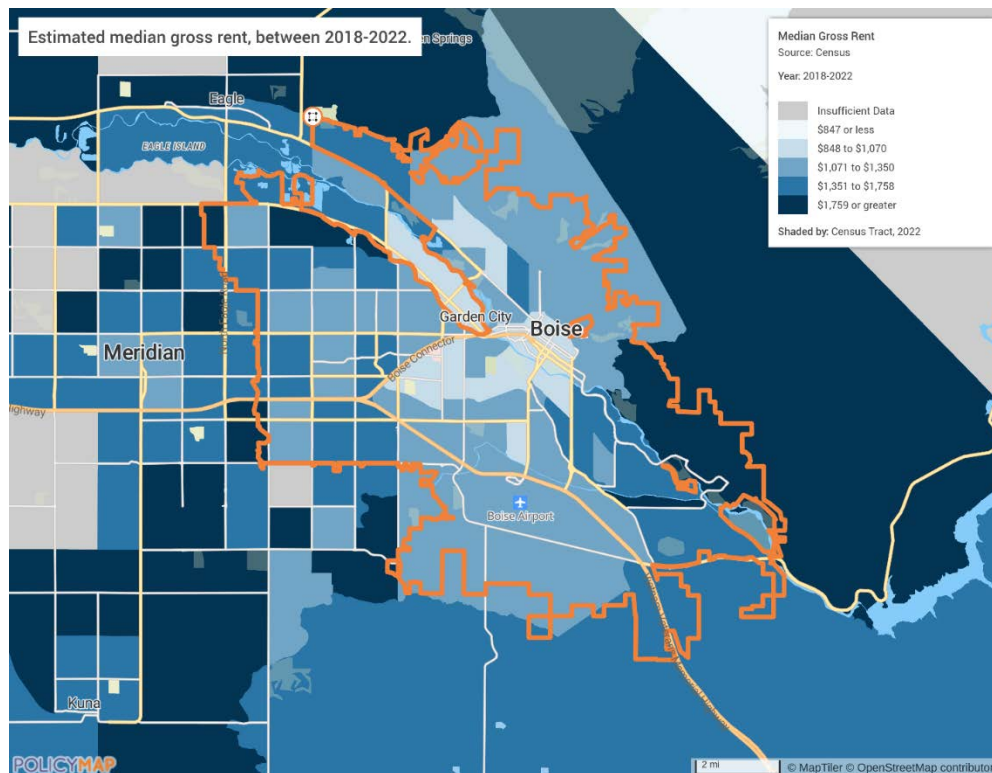 Estimated median gross rent, between 2018-2022.
en Springs
Median Gross Rent
Source: Census
Year: 2018-2022
Insufficient Data
$847 or less
$848 to $1,070
$1,071 to $1,350
$1,351 to $1,758
$1,759 or greater
Shaded by: Census Tract, 2022
Eagle
EAGLE ISLAND
Garden City
Boise
Meridian
Boise Connector
ighway
Boise Airport
Kuna
POLICYMAP
2 mi
© MapTiler © OpenStreetMap contributor